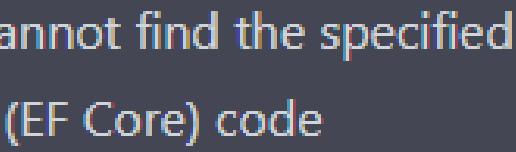 annot find the specified
(EF Core) code